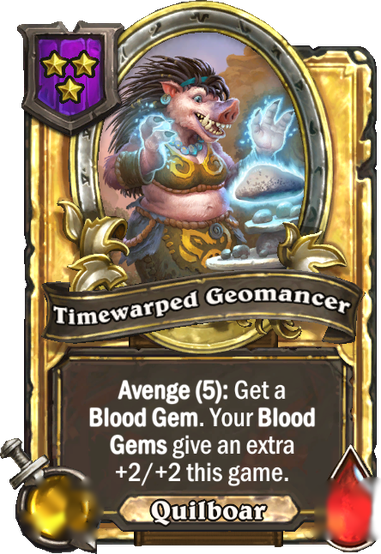 Timewarped Geomancer
Avenge (5): Get a
Blood Gem. Your Blood
Gems give an extra
+2/+2 this game.
Quilboar